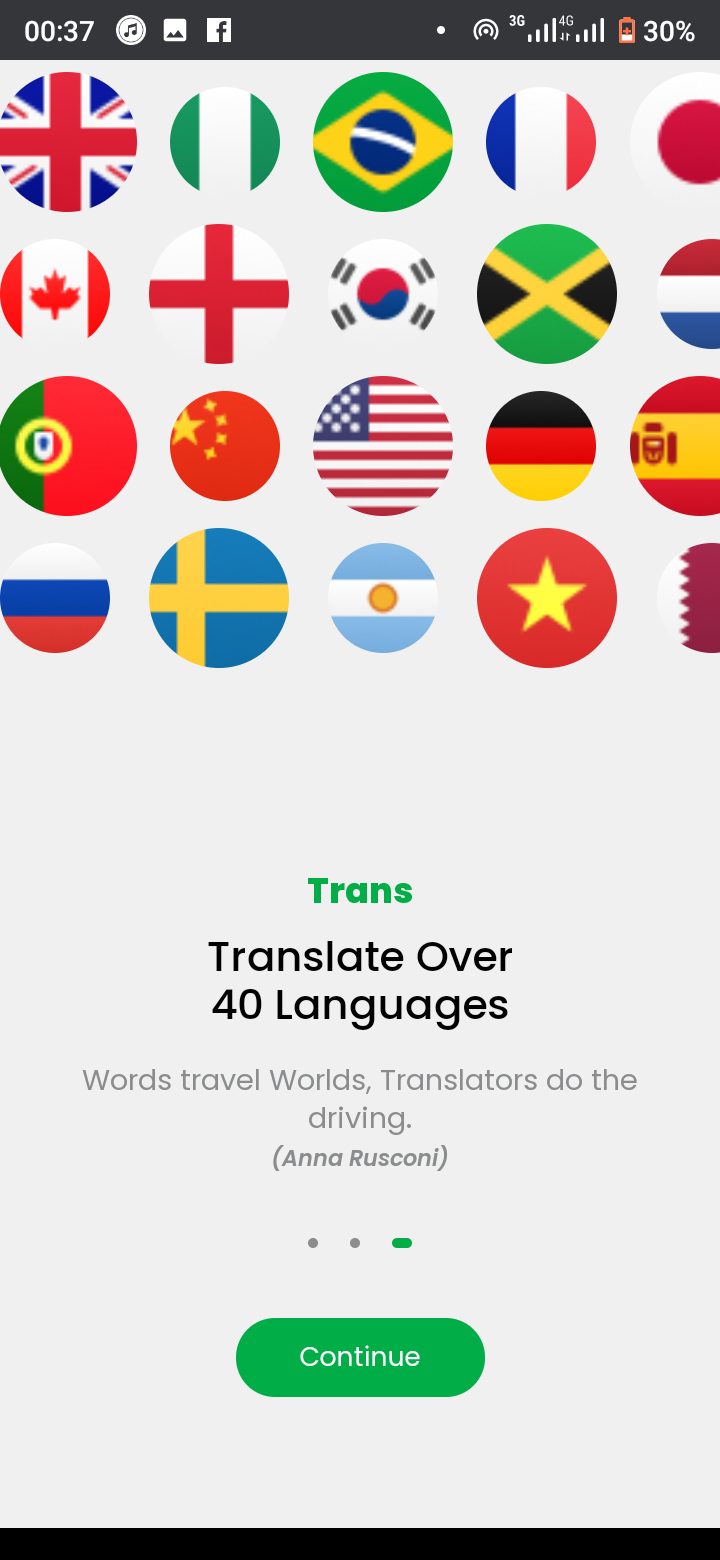 00:37
3G 4G 30%
Trans
Translate Over
40 Languages
Words travel Worlds, Translators do the
driving.
(Anna Rusconi)
Continue